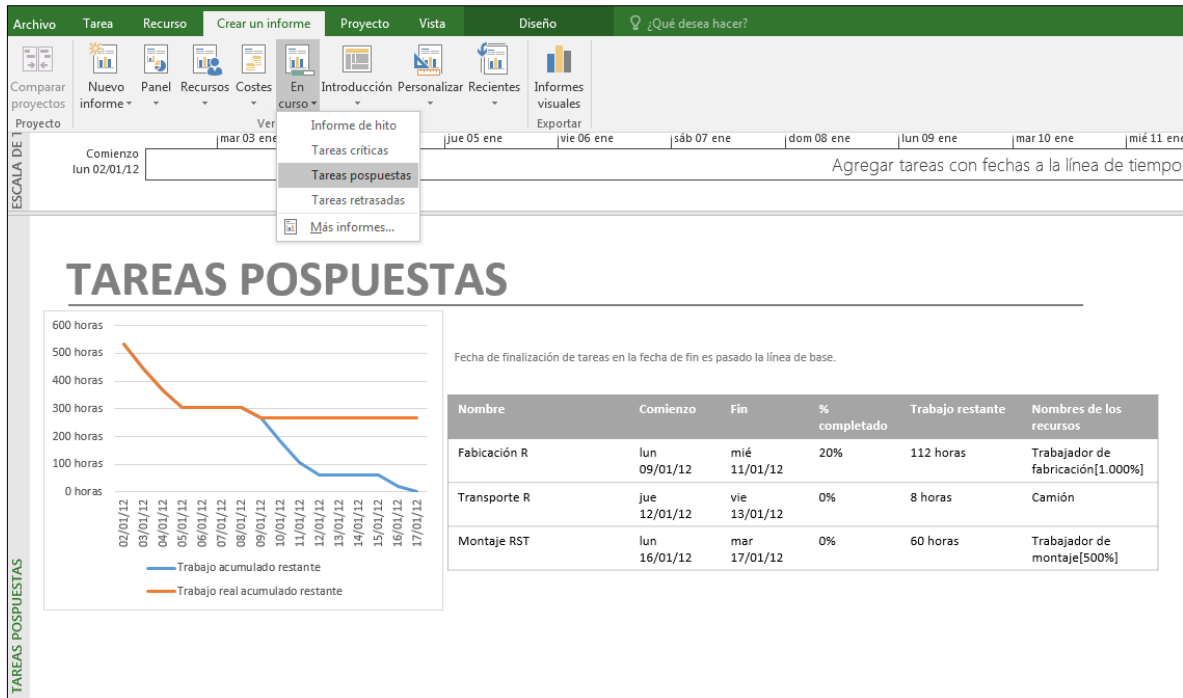 Archivo Tarea Recurso Crear un informe Proyecto Vista Diseño ¿Qué desea hacer?
Comparar proyectos
Nuevo informe
Panel
Recursos
Costes
En curso
Introducción
Personalizar
Recientes
Informes visuales
Proyecto Ver Exportar
Informe de hito
Tareas críticas
Tareas pospuestas
Tareas retrasadas
Más informes...
ESCALA DE T
mar 03 ene jue 05 ene vie 06 ene sáb 07 ene dom 08 ene lun 09 ene mar 10 ene mié 11 ene
Comienzo
lun 02/01/12
Agregar tareas con fechas a la línea de tiempo
TAREAS POSPUESTAS
600 horas
500 horas
400 horas
300 horas
200 horas
100 horas
0 horas
02/01/12
03/01/12
04/01/12
05/01/12
06/01/12
07/01/12
08/01/12
09/01/12
10/01/12
11/01/12
12/01/12
13/01/12
14/01/12
15/01/12
16/01/12
17/01/12
Trabajo acumulado restante
Trabajo real acumulado restante
Fecha de finalización de tareas en la fecha de fin es pasado la línea de base.
Nombre Comienzo Fin % completado Trabajo restante Nombres de los recursos
Fabicación R lun 09/01/12 mié 11/01/12 20% 112 horas Trabajador de fabricación[1.000%]
Transporte R jue 12/01/12 vie 13/01/12 0% 8 horas Camión
Montaje RST lun 16/01/12 mar 17/01/12 0% 60 horas Trabajador de montaje[500%]
TAREAS POSPUESTAS